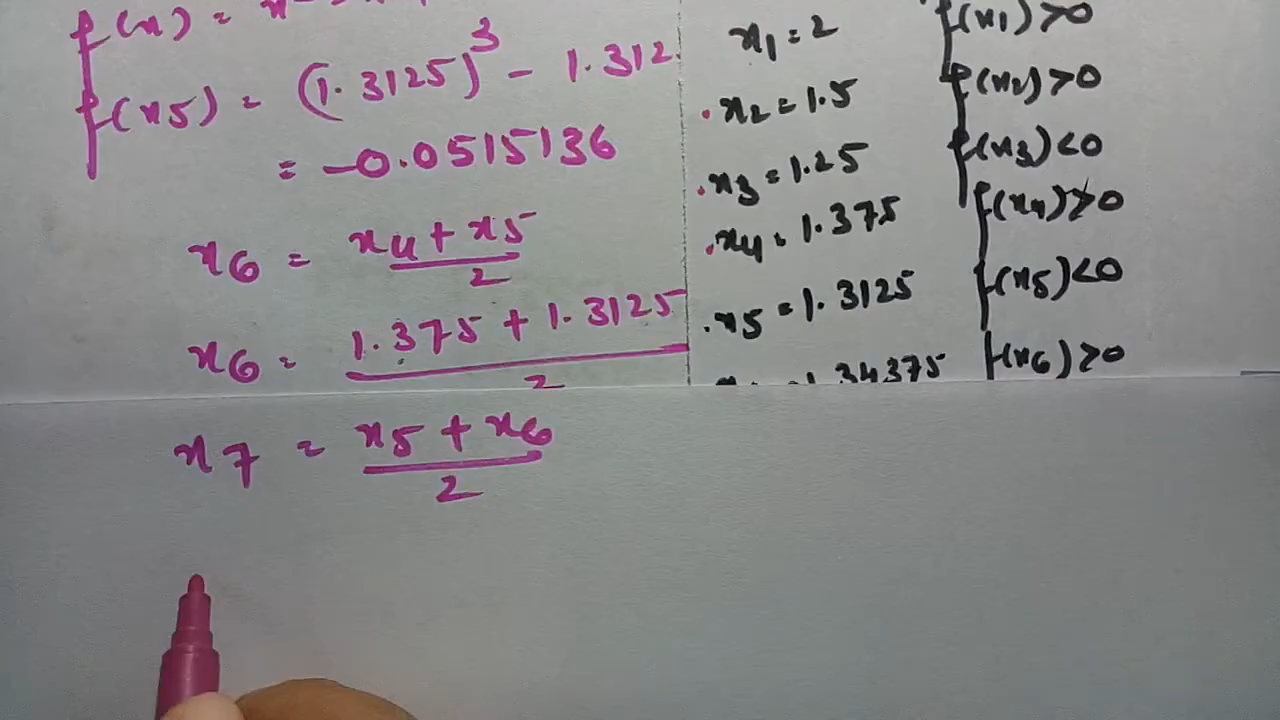 f(x) = x
f(x5) = (1.3125)³ - 1.312
= -0.0515136
x6 = x4 + x5 / 2
x6 = 1.375 + 1.3125 / 2
x1 = 2 f(x1) > 0
x2 = 1.5 f(x2) > 0
x3 = 1.25 f(x3) < 0
x4 = 1.375 f(x4) > 0
x5 = 1.3125 f(x5) < 0
1.34375 f(x6) > 0
x7 = x5 + x6 / 2